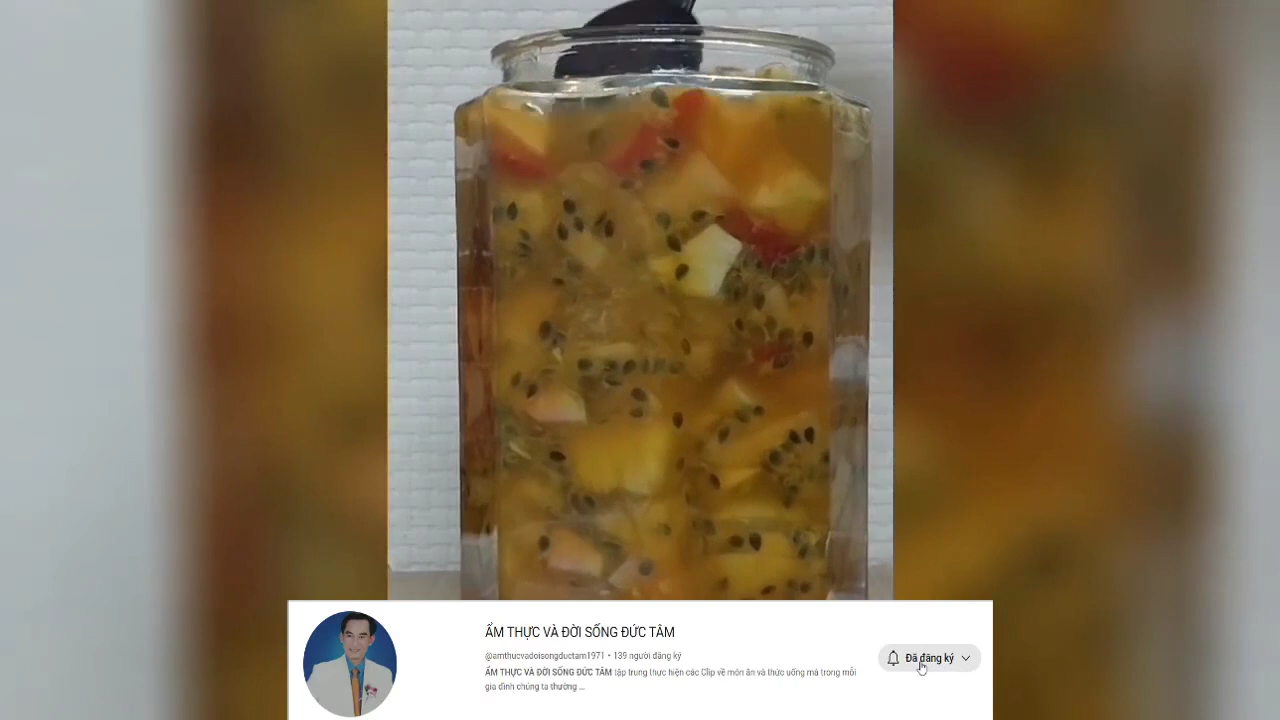 ẨM THỰC VÀ ĐỜI SỐNG ĐỨC TÂM
@amthucvadoisongductam1971 • 139 người đăng ký
ẨM THỰC VÀ ĐỜI SỐNG ĐỨC TÂM tập trung thực hiện các Clip về món ăn và thức uống mà trong mỗi
gia đình chúng ta thường ...
Đã đăng ký